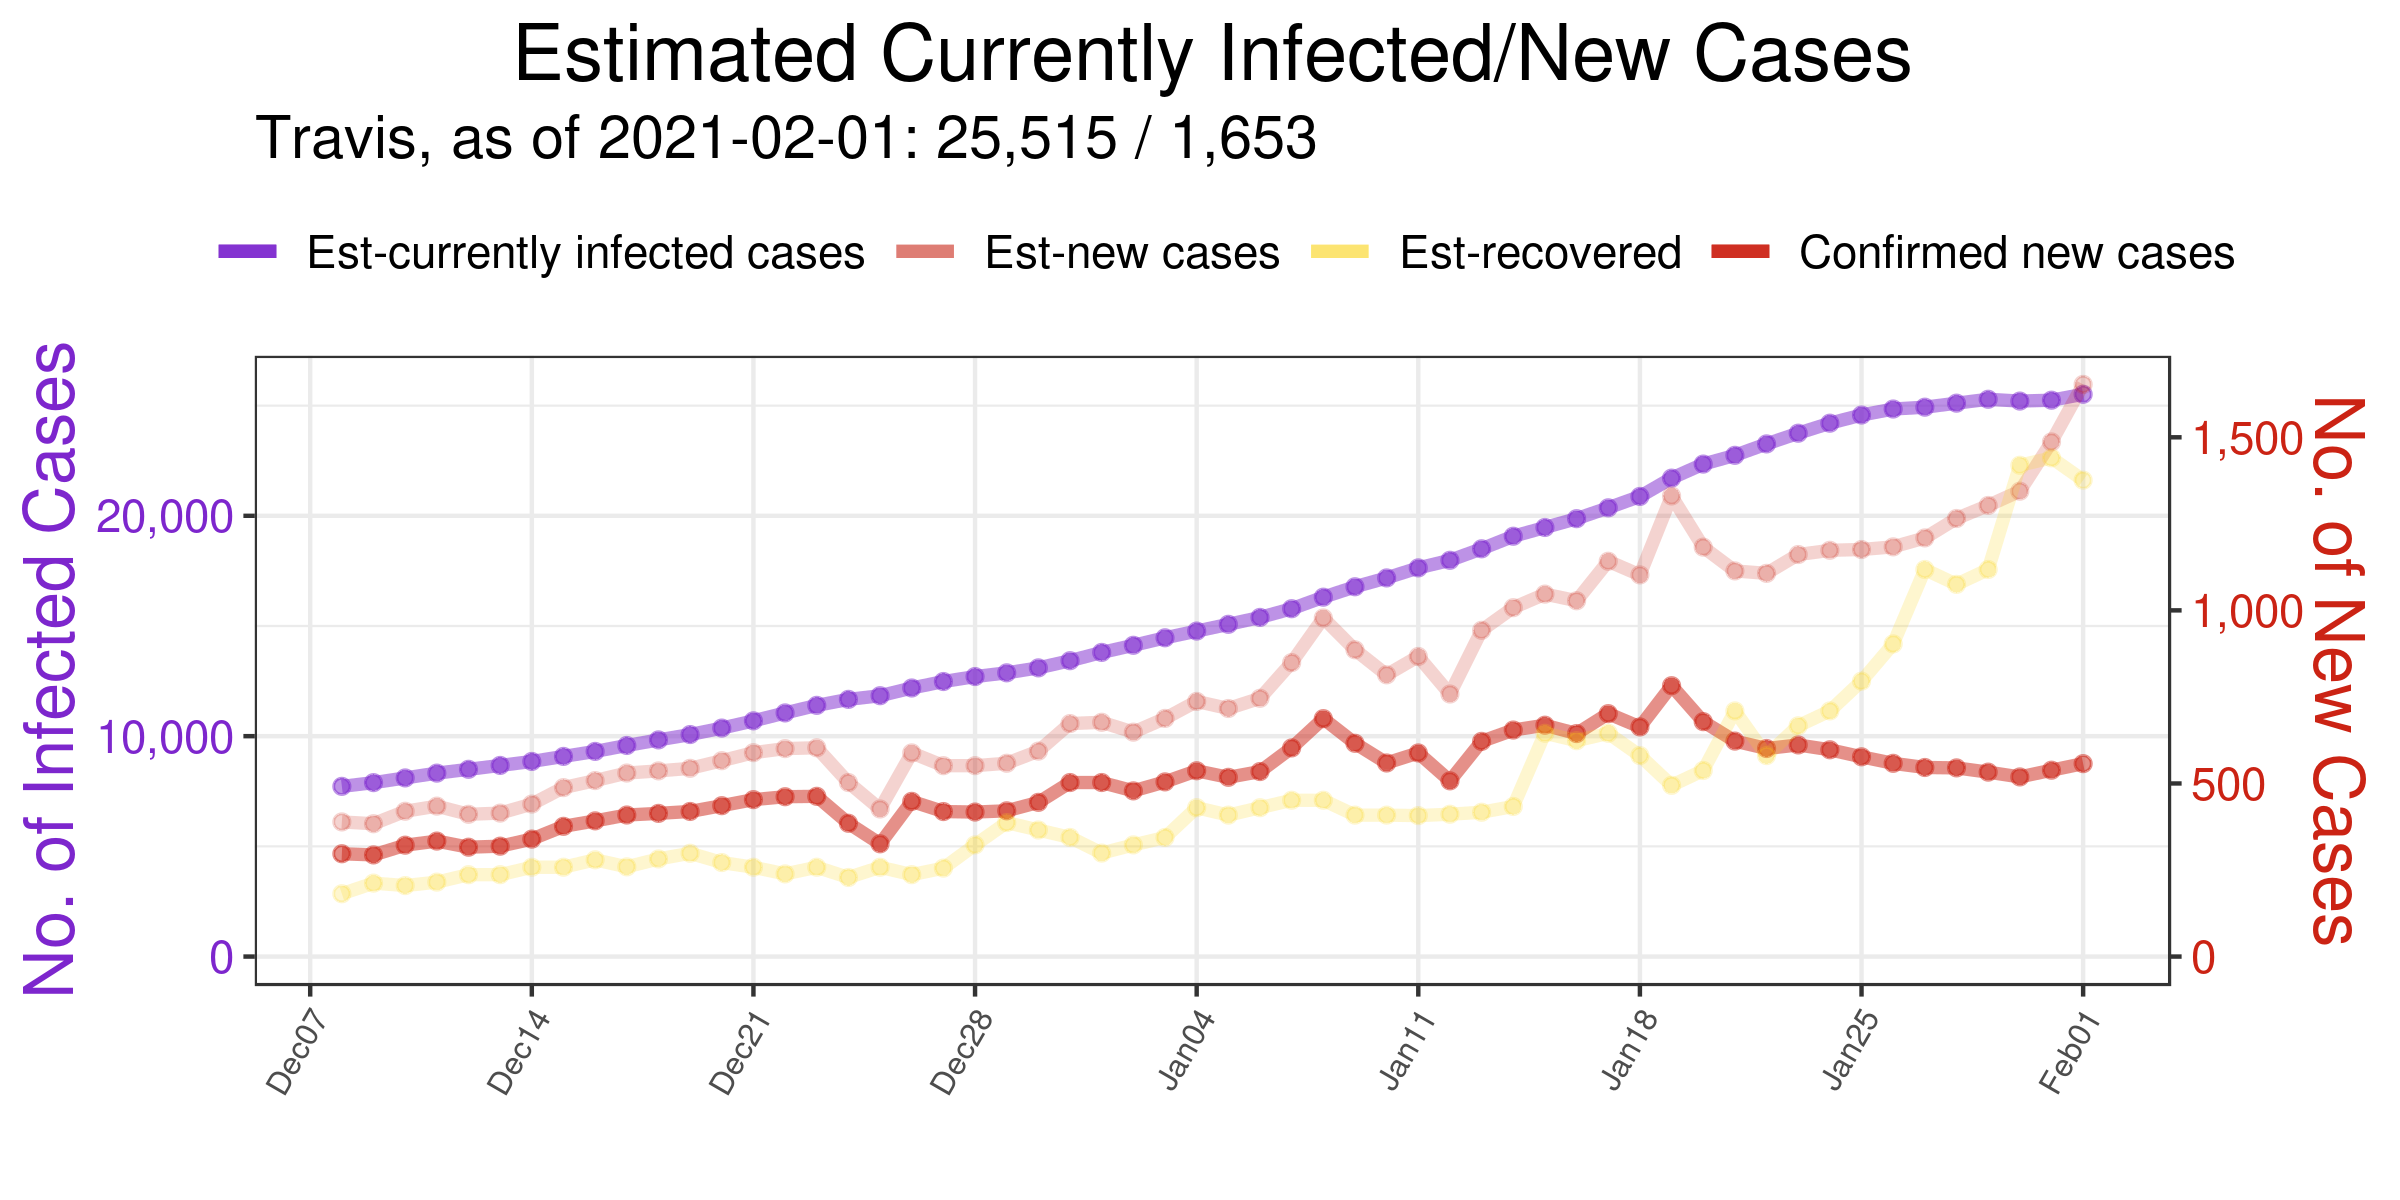 Estimated Currently Infected/New Cases
Travis, as of 2021-02-01: 25,515 / 1,653
Est-currently infected cases Est-new cases Est-recovered Confirmed new cases
No. of Infected Cases
20,000
10,000
0
1,500
1,000
500
0
No. of New Cases
Dec07 Dec14 Dec21 Dec28 Jan04 Jan11 Jan18 Jan25 Feb01